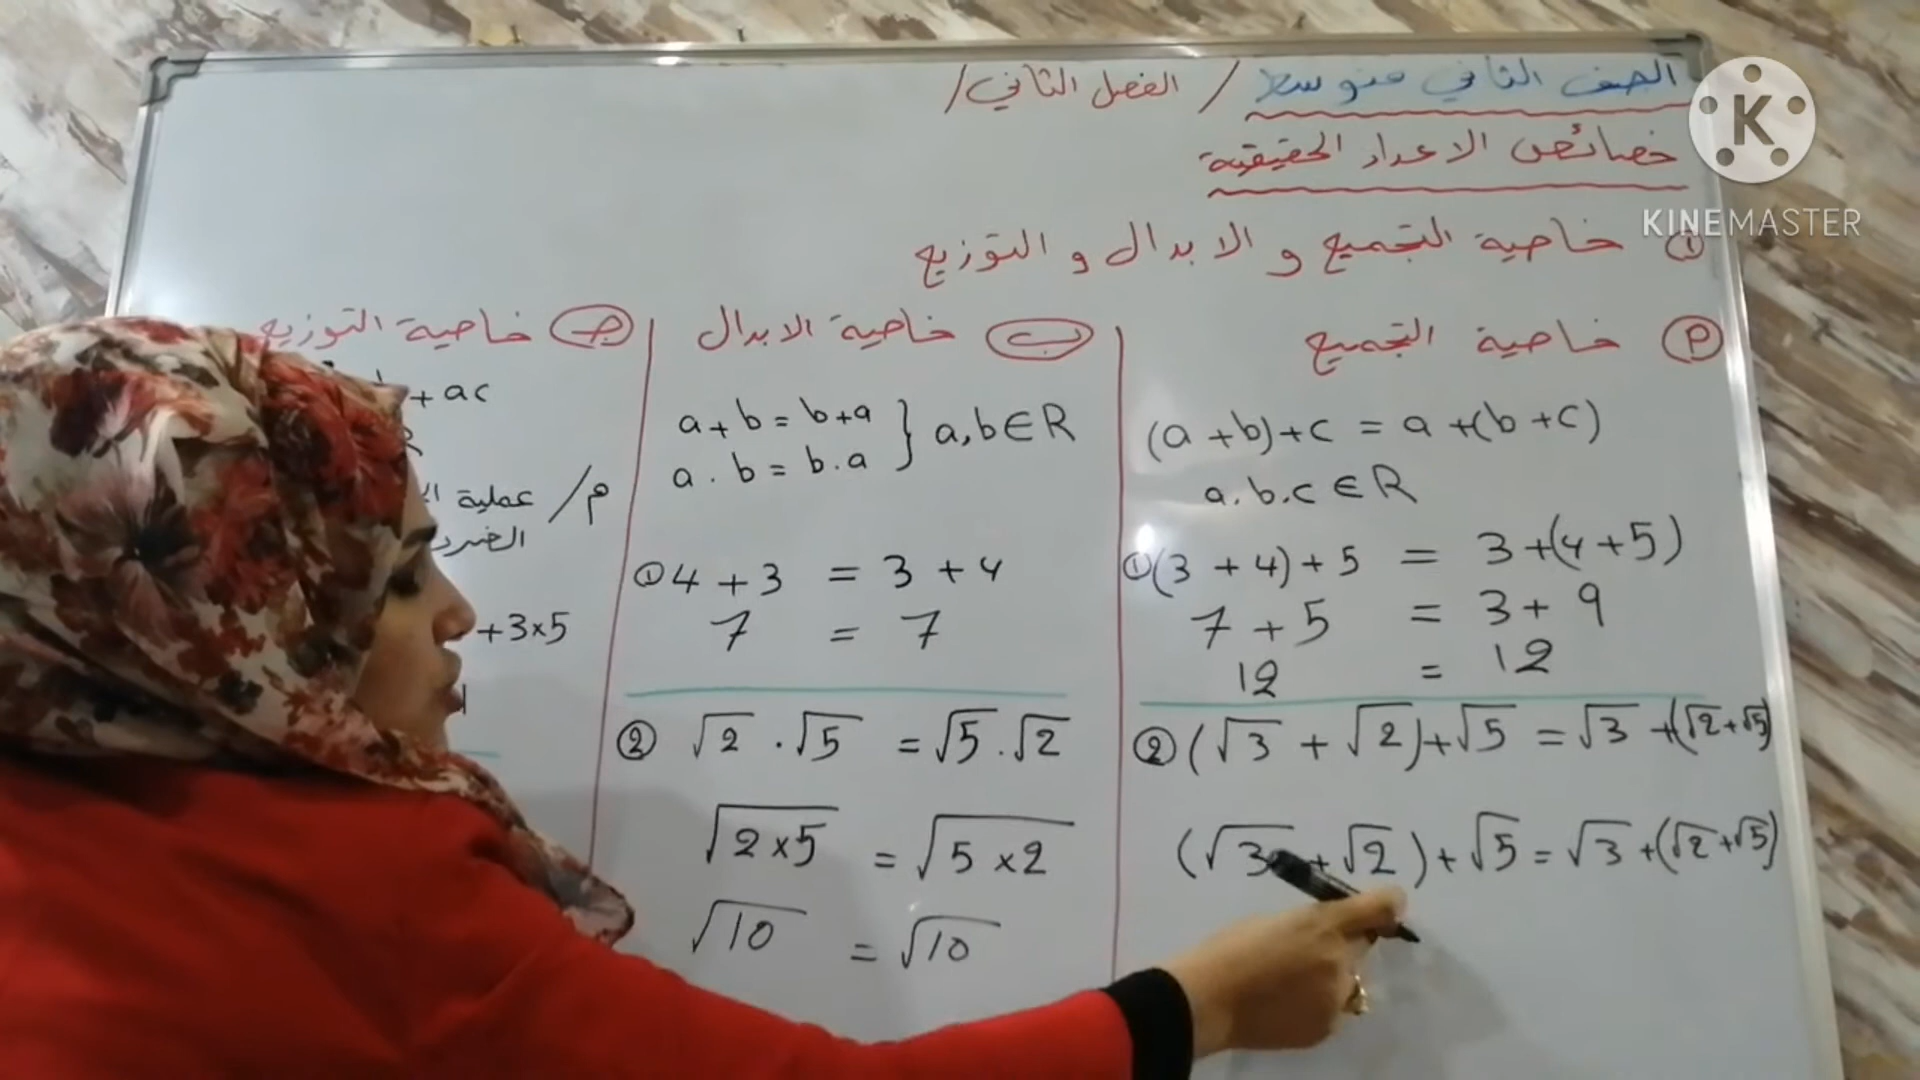 الصف الثاني متوسط / الفصل الثاني /
خصائص الاعداد الحقيقية
① خاصية التجميع و الابدال و التوزيع
أ خاصية التجميع
(a + b) + c = a + (b + c)
a . b . c ∈ R
① (3 + 4) + 5 = 3 + (4 + 5)
7 + 5 = 3 + 9
12 = 12
② (√3 + √2) + √5 = √3 + (√2 + √5)
(√3 + √2) + √5 = √3 + (√2 + √5)
ب خاصية الابدال
a + b = b + a
a . b = b . a } a, b ∈ R
① 4 + 3 = 3 + 4
7 = 7
② √2 . √5 = √5 . √2
√2×5 = √5×2
√10 = √10
جـ خاصية التوزيع
+ ac
م / عملية
+ 3×5
KINEMASTER